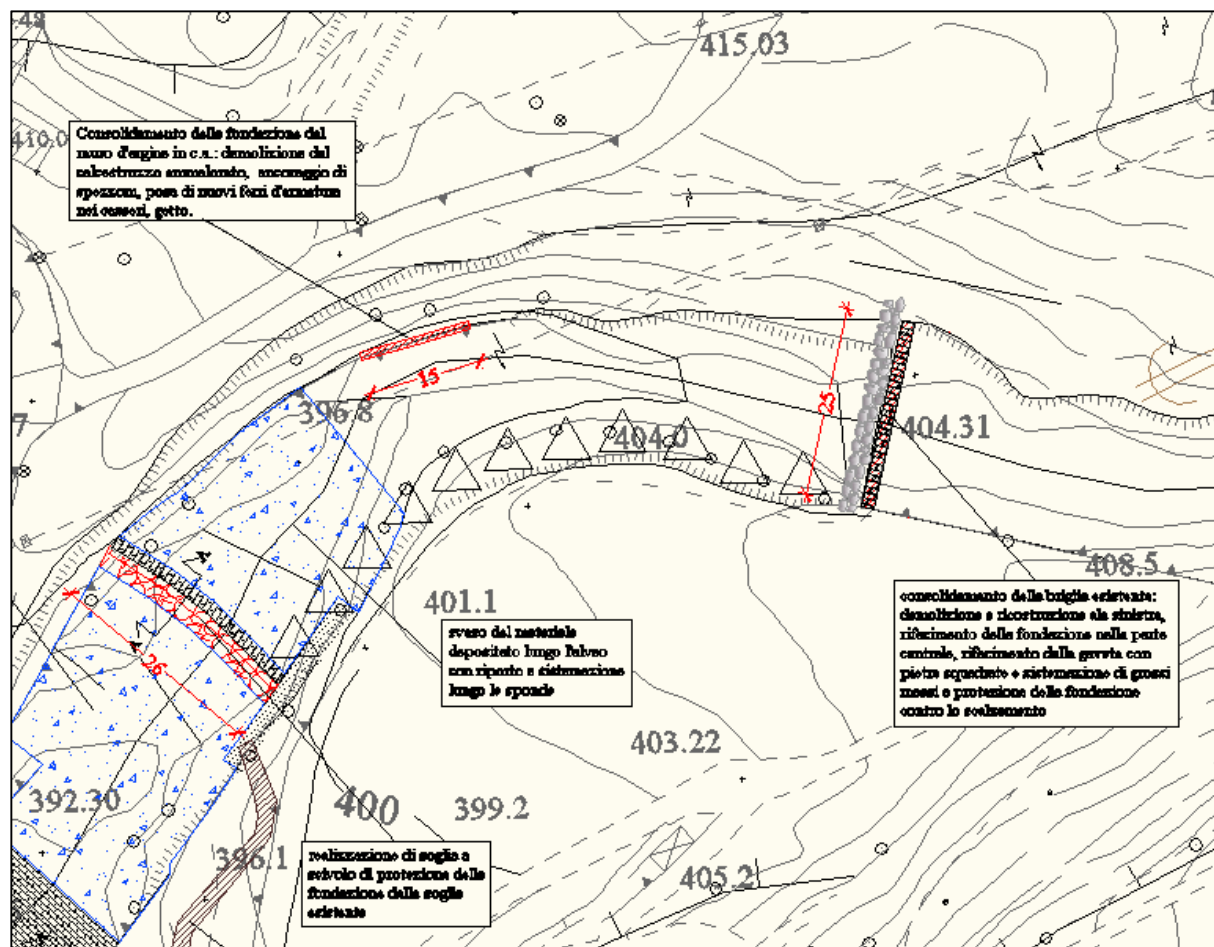 415.03
410.0
Consolidamento delle fondazione del
muro d'argine in c.a.: demolizione del
calcestruzzo ammalorato, ancoraggio di
spezzoni, posa di nuovi ferri d'armatura
nei casseri, getto.
15
396.8
25
404.0
404.31
408.5
401.1
svaso del materiale
depositato lungo l'alveo
con riporto e sistemazione
lungo le sponde
consolidamento della briglia esistente:
demolizione e ricostruzione ala sinistra,
rifacimento della fondazione nella parte
centrale, rifacimento della gaveta con
pietre squadrate e sistemazione di grossi
massi a protezione della fondazione
contro lo scalzamento
26
403.22
392.30
400
399.2
396.1
realizzazione di soglia a
scivolo di protezione della
fondazione della soglia
esistente
405.2